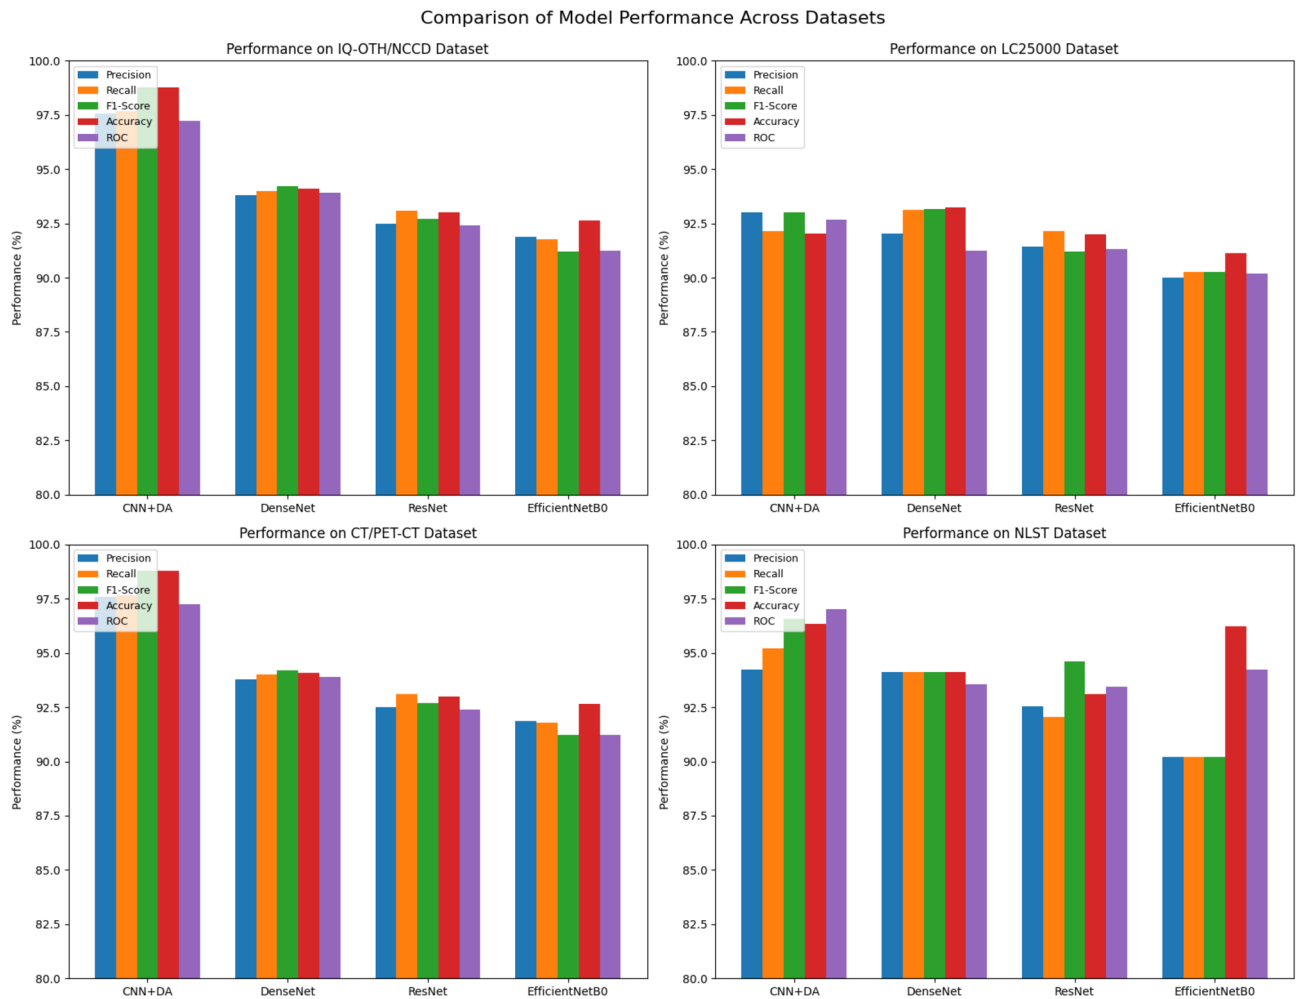 Comparison of Model Performance Across Datasets
Performance on IQ-OTH/NCCD Dataset
100.0
97.5
95.0
92.5
90.0
87.5
85.0
82.5
80.0
Performance (%)
Precision
Recall
F1-Score
Accuracy
ROC
CNN+DA
DenseNet
ResNet
EfficientNetB0
Performance on LC25000 Dataset
100.0
97.5
95.0
92.5
90.0
87.5
85.0
82.5
80.0
Performance (%)
Precision
Recall
F1-Score
Accuracy
ROC
CNN+DA
DenseNet
ResNet
EfficientNetB0
Performance on CT/PET-CT Dataset
100.0
97.5
95.0
92.5
90.0
87.5
85.0
82.5
80.0
Performance (%)
Precision
Recall
F1-Score
Accuracy
ROC
CNN+DA
DenseNet
ResNet
EfficientNetB0
Performance on NLST Dataset
100.0
97.5
95.0
92.5
90.0
87.5
85.0
82.5
80.0
Performance (%)
Precision
Recall
F1-Score
Accuracy
ROC
CNN+DA
DenseNet
ResNet
EfficientNetB0